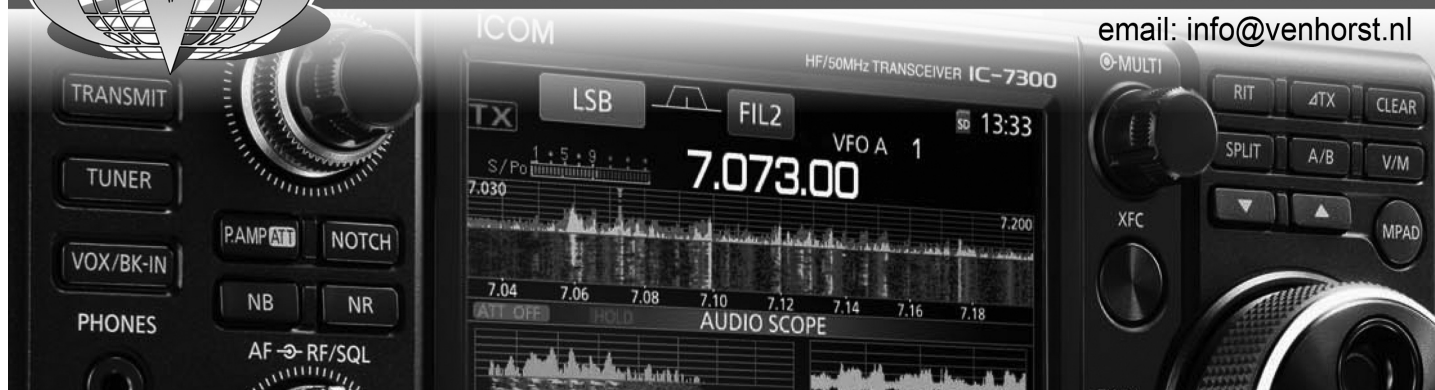 email: info@venhorst.nl
ICOM
HF/50MHz TRANSCEIVER IC-7300
TRANSMIT
TUNER
VOX/BK-IN
PHONES
P.AMP ATT
NOTCH
NB
NR
AF RF/SQL
TX
LSB
FIL2
SD 13:33
VFO A 1
S/Po 1 • 5 • 9 • • •
7.073.00
7.030
7.200
7.04 7.06 7.08 7.10 7.12 7.14 7.16 7.18
ATT OFF
HOLD
AUDIO SCOPE
MULTI
XFC
RIT
⊿TX
CLEAR
SPLIT
A/B
V/M
MPAD